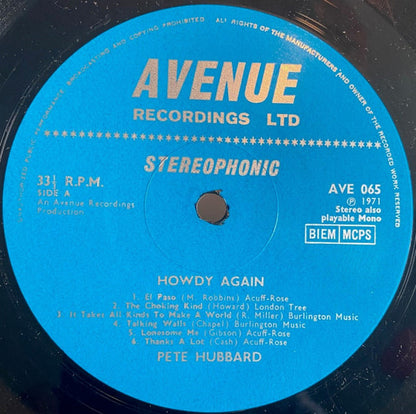 BROADCASTING AND COPYING PROHIBITED. ALL RIGHTS OF THE MANUFACTURERS AND OWNER OF THE RECORDED WORK RESERVED
PUBLIC PERFORMANCE
AVENUE
RECORDINGS LTD
STEREOPHONIC
33⅓ R.P.M.
SIDE A
An Avenue Recordings
Production
AVE 065
Ⓟ 1971
Stereo also
playable Mono
BIEM MCPS
HOWDY AGAIN
1. El Paso (M. Robbins) Acuff-Rose
2. The Choking Kind (Howard) London Tree
3. It Takes All Kinds To Make A World (R. Miller) Burlington Music
4. Talking Walls (Chapel) Burlington Music
5. Lonesome Me (Gibson) Acuff-Rose
6. Thanks A Lot (Cash) Acuff-Rose
PETE HUBBARD